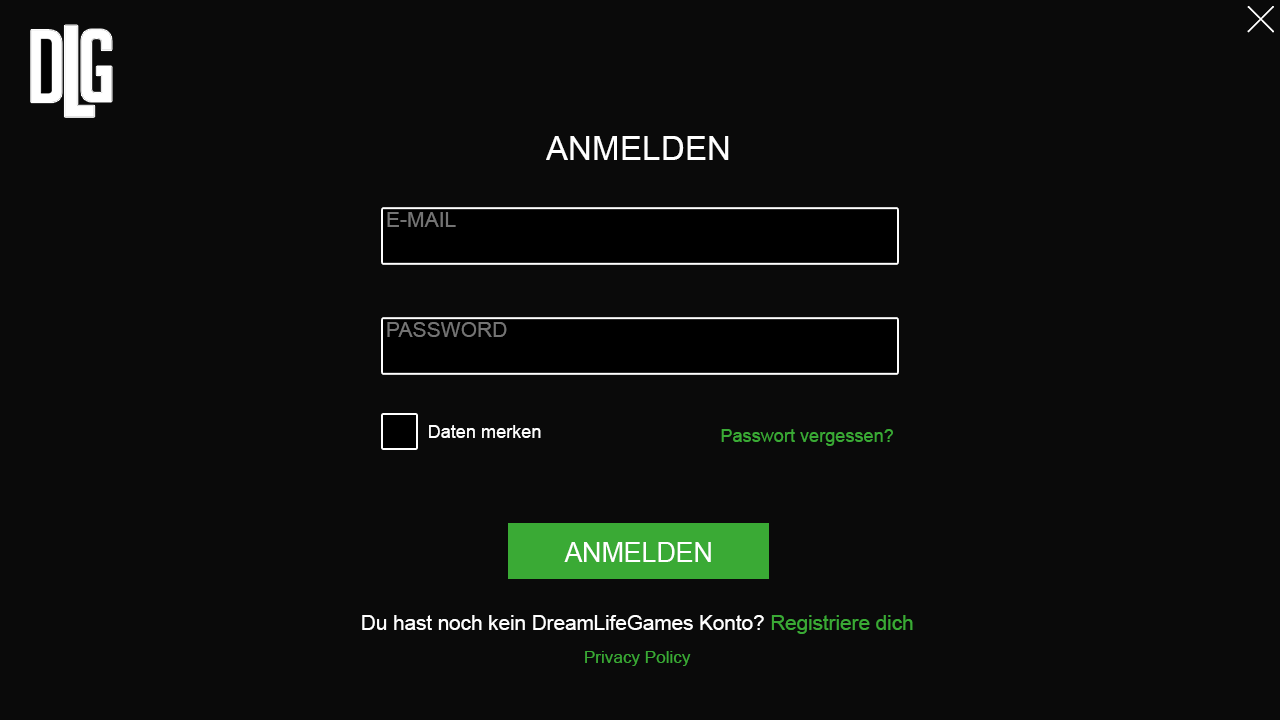 DLG
ANMELDEN
E-MAIL
PASSWORD
Daten merken
Passwort vergessen?
ANMELDEN
Du hast noch kein DreamLifeGames Konto? Registriere dich
Privacy Policy